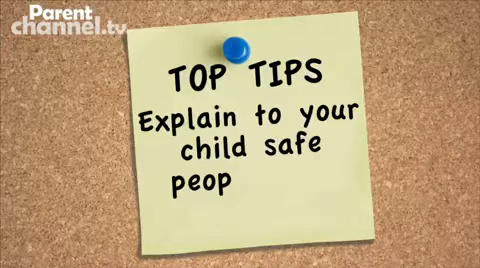 Parent
channel.tv
TOP TIPS
Explain to your
child safe
peop